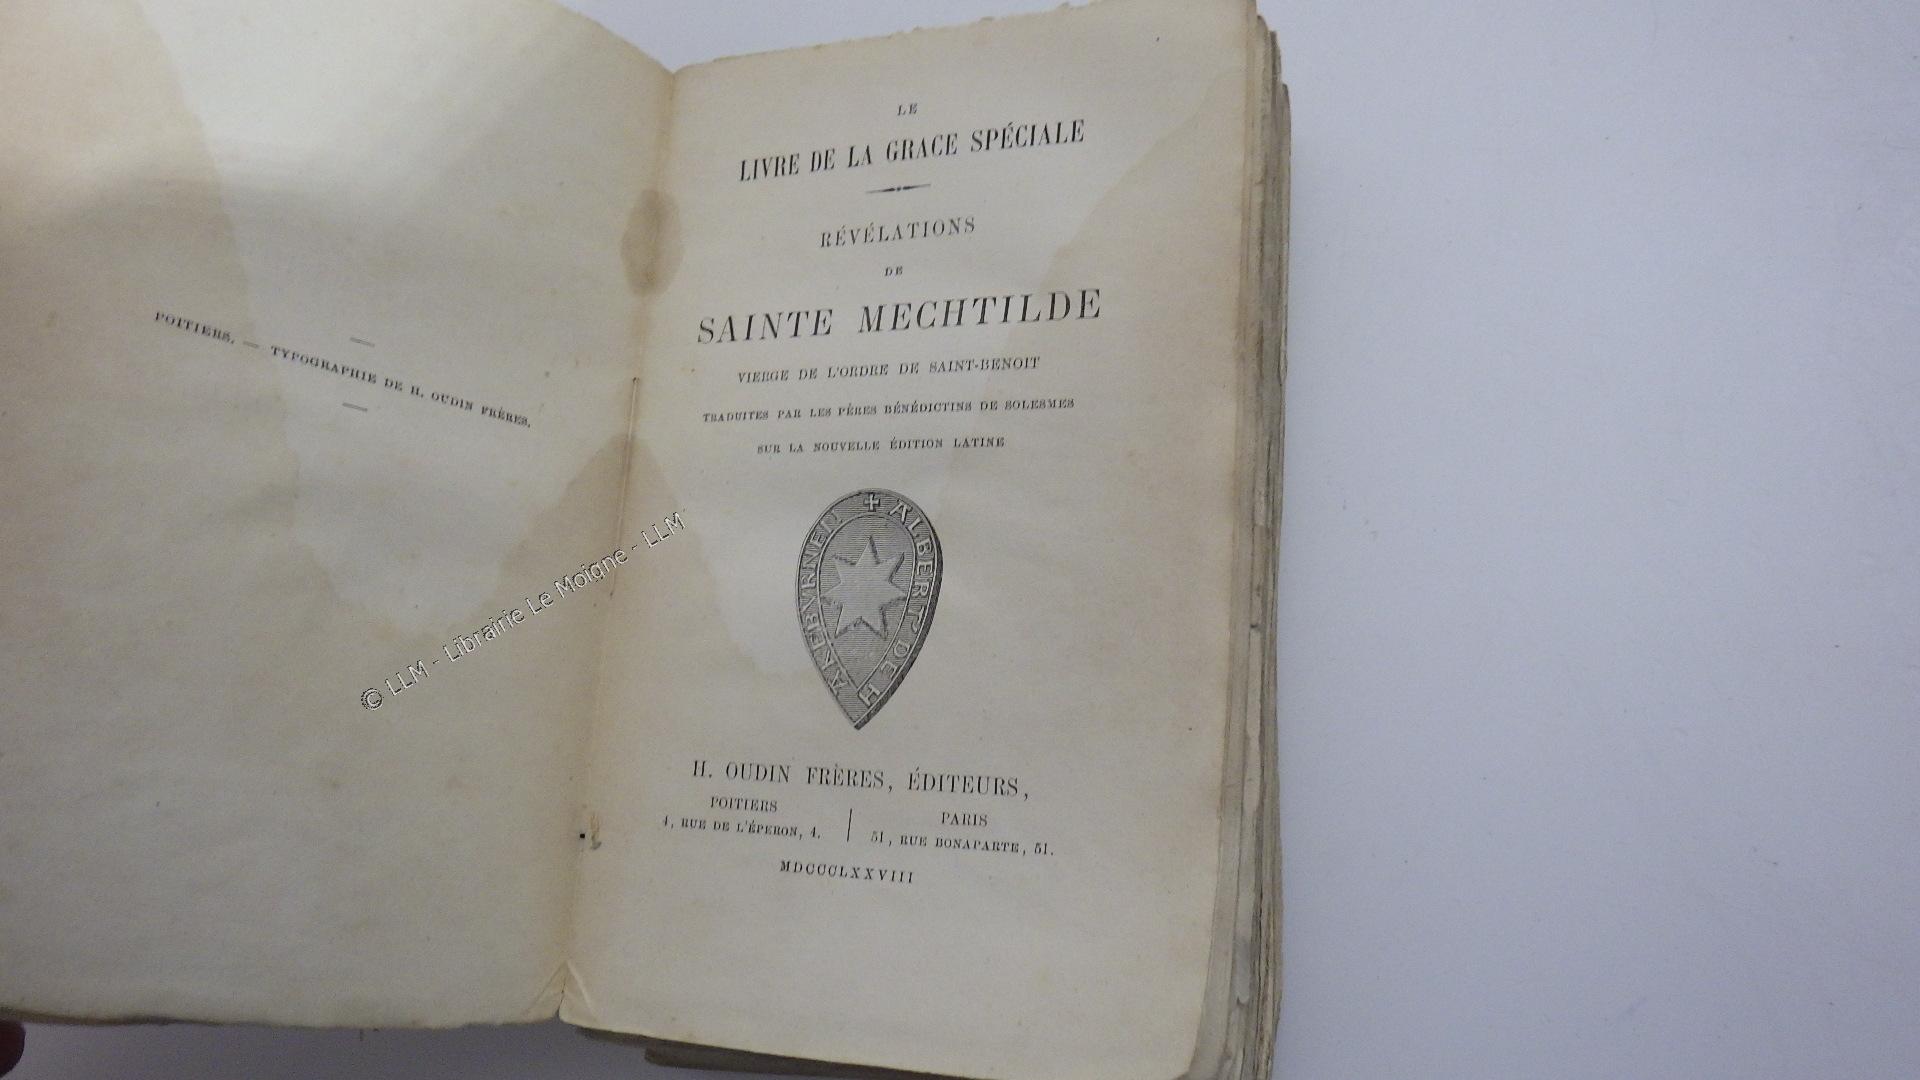 POITIERS. — TYPOGRAPHIE DE H. OUDIN FRÈRES.
LE
LIVRE DE LA GRACE SPÉCIALE
RÉVÉLATIONS
DE
SAINTE MECHTILDE
VIERGE DE L'ORDRE DE SAINT-BENOIT
TRADUITES PAR LES PÈRES BÉNÉDICTINS DE SOLESMES
SUR LA NOUVELLE ÉDITION LATINE
✠ ALBERT' DE HAKEBVRNED
H. OUDIN FRÈRES, ÉDITEURS,
POITIERS
4, RUE DE L'ÉPERON, 4.
PARIS
51, RUE BONAPARTE, 51.
MDCCCLXXVIII
© LLM - Librairie Le Moigne - LLM